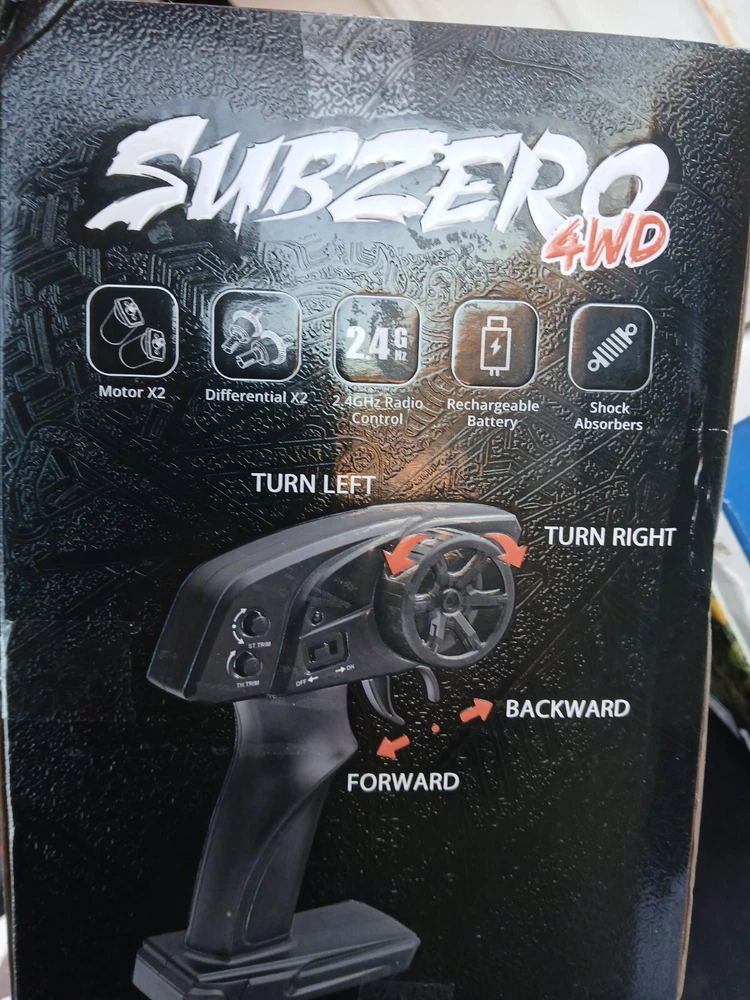 SUBZERO
4WD
2.4 G
HZ
Motor X2
Differential X2
2.4GHz Radio
Control
Rechargeable
Battery
Shock
Absorbers
TURN LEFT
TURN RIGHT
ST.TRIM
TH.TRIM
OFF
ON
BACKWARD
FORWARD